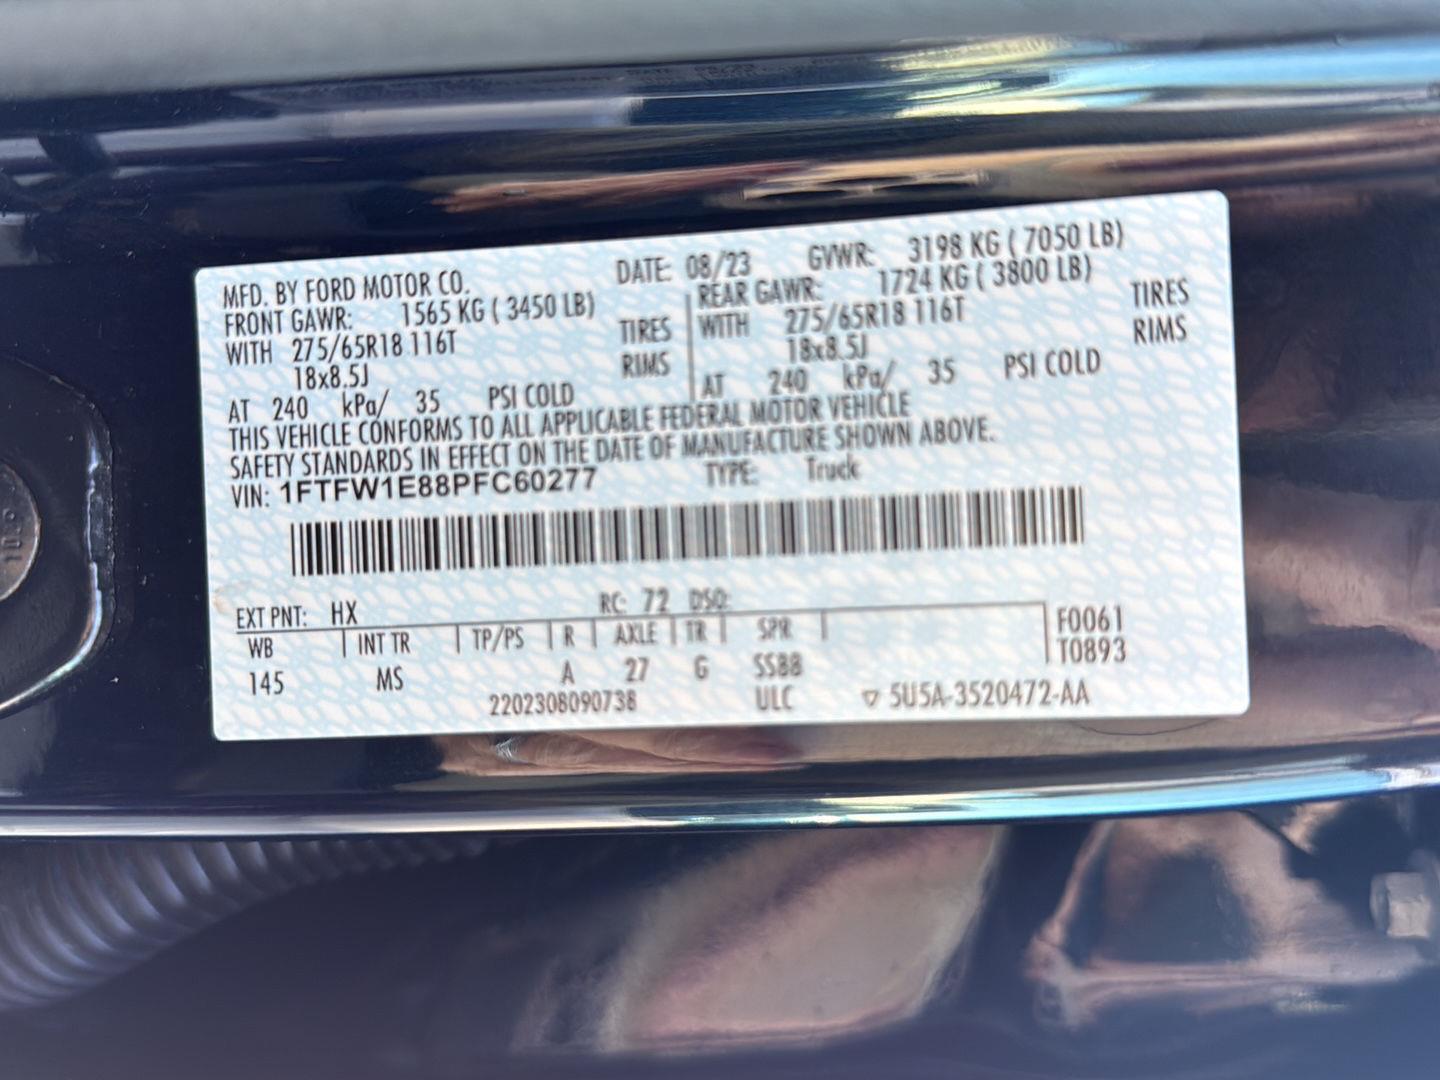 MFD. BY FORD MOTOR CO. DATE: 08/23 GVWR: 3198 KG ( 7050 LB)
FRONT GAWR: 1565 KG ( 3450 LB) REAR GAWR: 1724 KG ( 3800 LB)
WITH 275/65R18 116T TIRES WITH 275/65R18 116T TIRES
18x8.5J RIMS 18x8.5J RIMS
AT 240 kPa/ 35 PSI COLD AT 240 kPa/ 35 PSI COLD
THIS VEHICLE CONFORMS TO ALL APPLICABLE FEDERAL MOTOR VEHICLE
SAFETY STANDARDS IN EFFECT ON THE DATE OF MANUFACTURE SHOWN ABOVE.
VIN: 1FTFW1E88PFC60277 TYPE: Truck
EXT PNT: HX RC: 72 DSO:
WB INT TR TP/PS R AXLE TR SPR F0061
145 MS A 27 G SS88 T0893
2202308090738 ULC ▽ 5U5A-3520472-AA